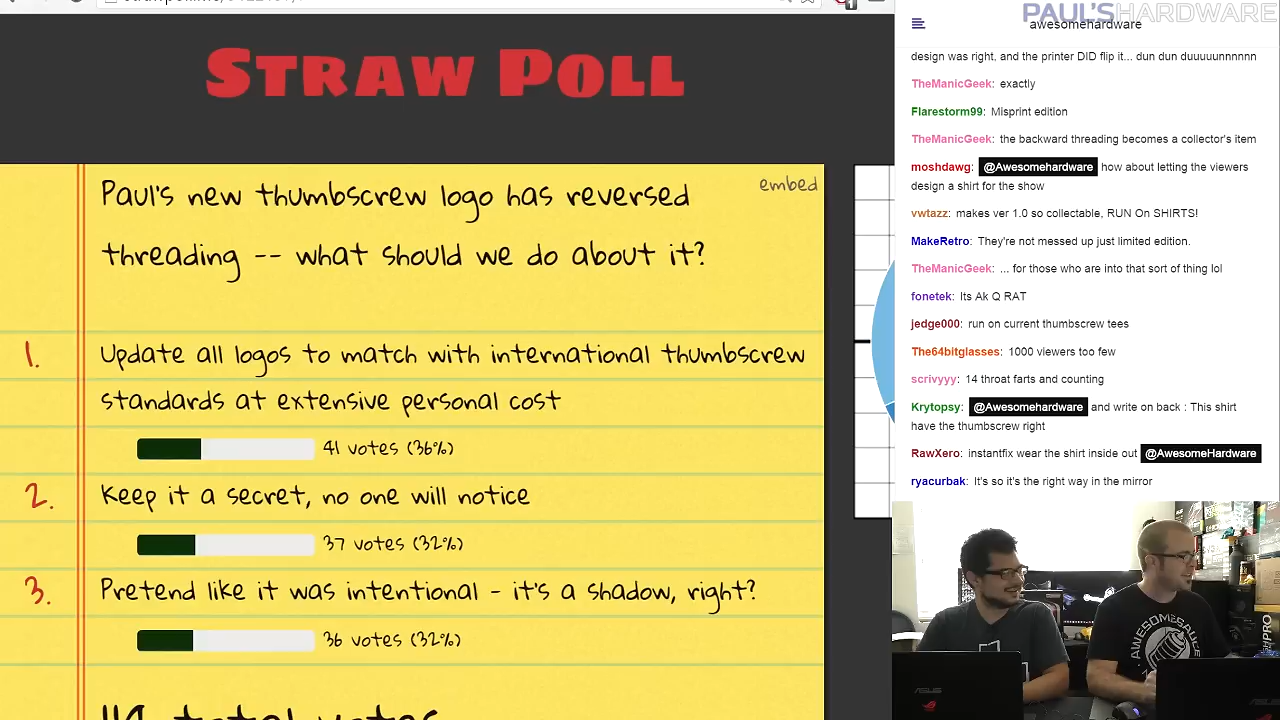 STRAW POLL
Paul's new thumbscrew logo has reversed
threading -- what should we do about it?
embed
1. Update all logos to match with international thumbscrew
standards at extensive personal cost
41 votes (36%)
2. Keep it a secret, no one will notice
37 votes (32%)
3. Pretend like it was intentional - it's a shadow, right?
36 votes (32%)
114 total votes
PAUL'SHARDWARE
awesomehardware
design was right, and the printer DID flip it... dun dun duuuunnnnnn
TheManicGeek: exactly
Flarestorm99: Misprint edition
TheManicGeek: the backward threading becomes a collector's item
moshdawg: @Awesomehardware how about letting the viewers
design a shirt for the show
vwtazz: makes ver 1.0 so collectable, RUN On SHIRTS!
MakeRetro: They're not messed up just limited edition.
TheManicGeek: ... for those who are into that sort of thing lol
fonetek: Its Ak Q RAT
jedge000: run on current thumbscrew tees
The64bitglasses: 1000 viewers too few
scrivyyy: 14 throat farts and counting
Krytopsy: @Awesomehardware and write on back : This shirt
have the thumbscrew right
RawXero: instantfix wear the shirt inside out @AwesomeHardware
ryacurbak: It's so it's the right way in the mirror
AWESOMESAUCE
ASUS
ASUS